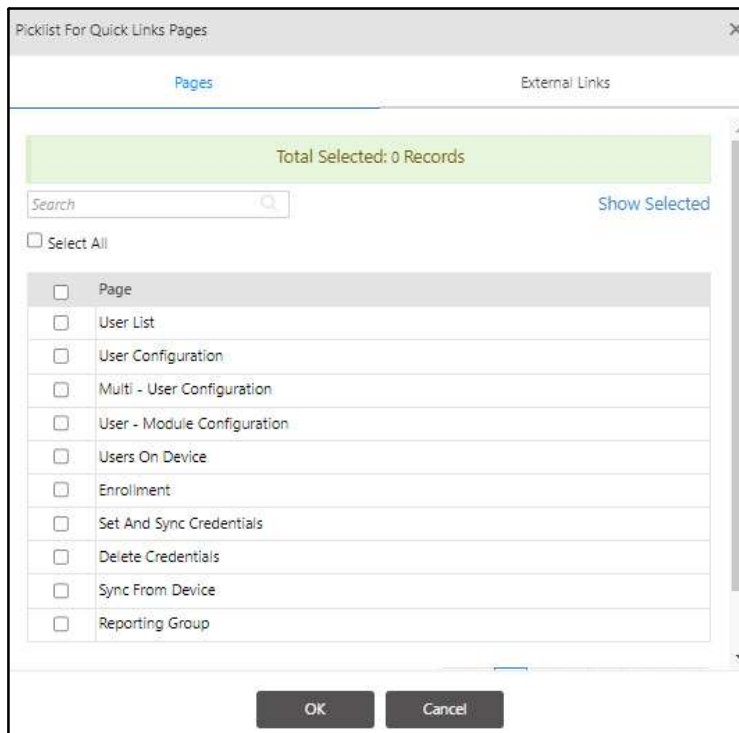 Picklist For Quick Links Pages
Pages External Links
Total Selected: 0 Records
Search Show Selected
Select All
Page
User List
User Configuration
Multi - User Configuration
User - Module Configuration
Users On Device
Enrollment
Set And Sync Credentials
Delete Credentials
Sync From Device
Reporting Group
OK Cancel